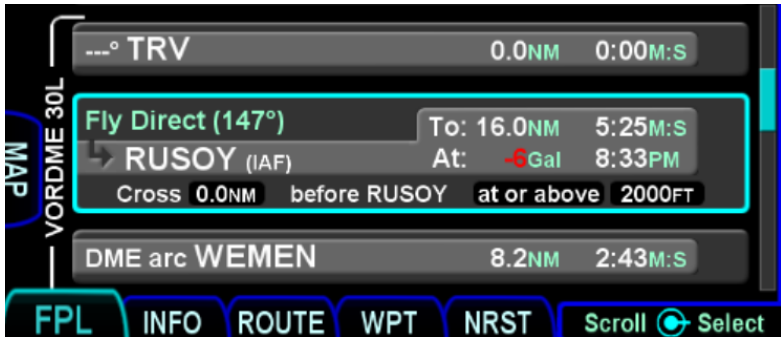 ---° TRV 0.0NM 0:00M:S
VORDME 30L
MAP
Fly Direct (147°)
To: 16.0NM 5:25M:S
RUSOY (IAF) At: -6Gal 8:33PM
Cross 0.0NM before RUSOY at or above 2000FT
DME arc WEMEN 8.2NM 2:43M:S
FPL INFO ROUTE WPT NRST Scroll Select